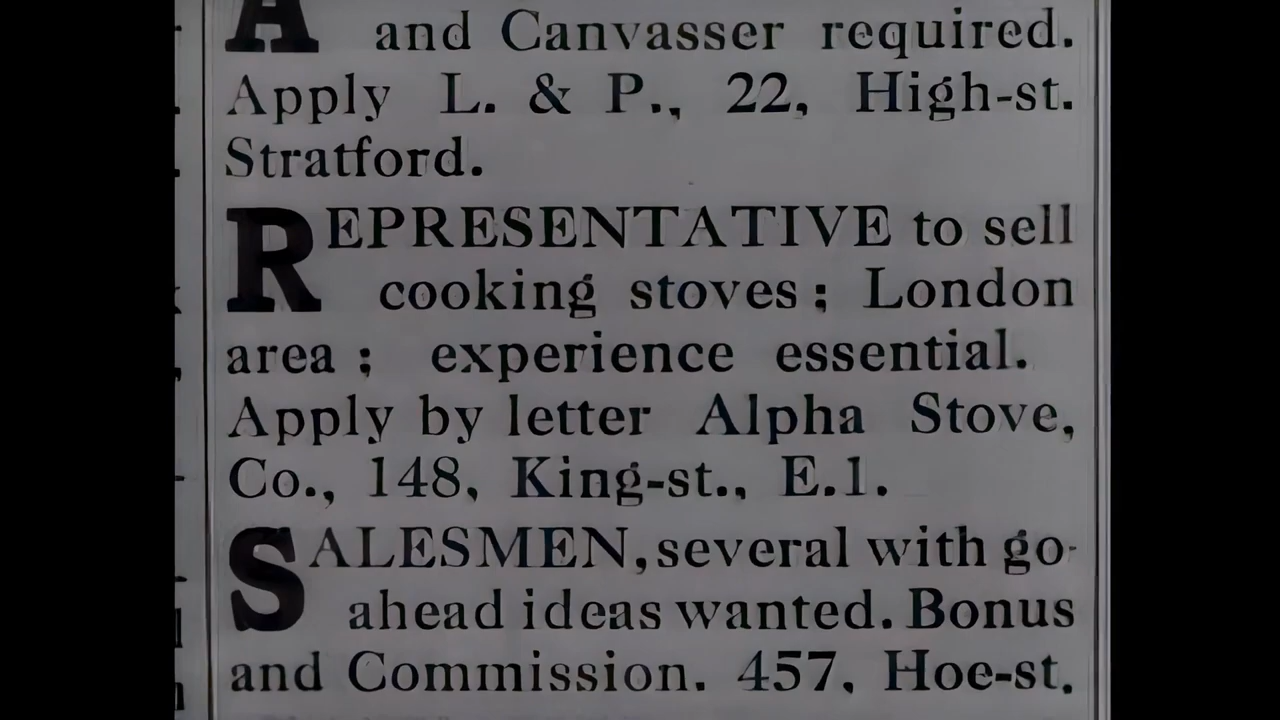 A and Canvasser required.
Apply L. & P., 22, High-st.
Stratford.
REPRESENTATIVE to sell
cooking stoves; London
area; experience essential.
Apply by letter Alpha Stove,
Co., 148, King-st., E.1.
SALESMEN, several with go-
ahead ideas wanted. Bonus
and Commission. 457, Hoe-st.